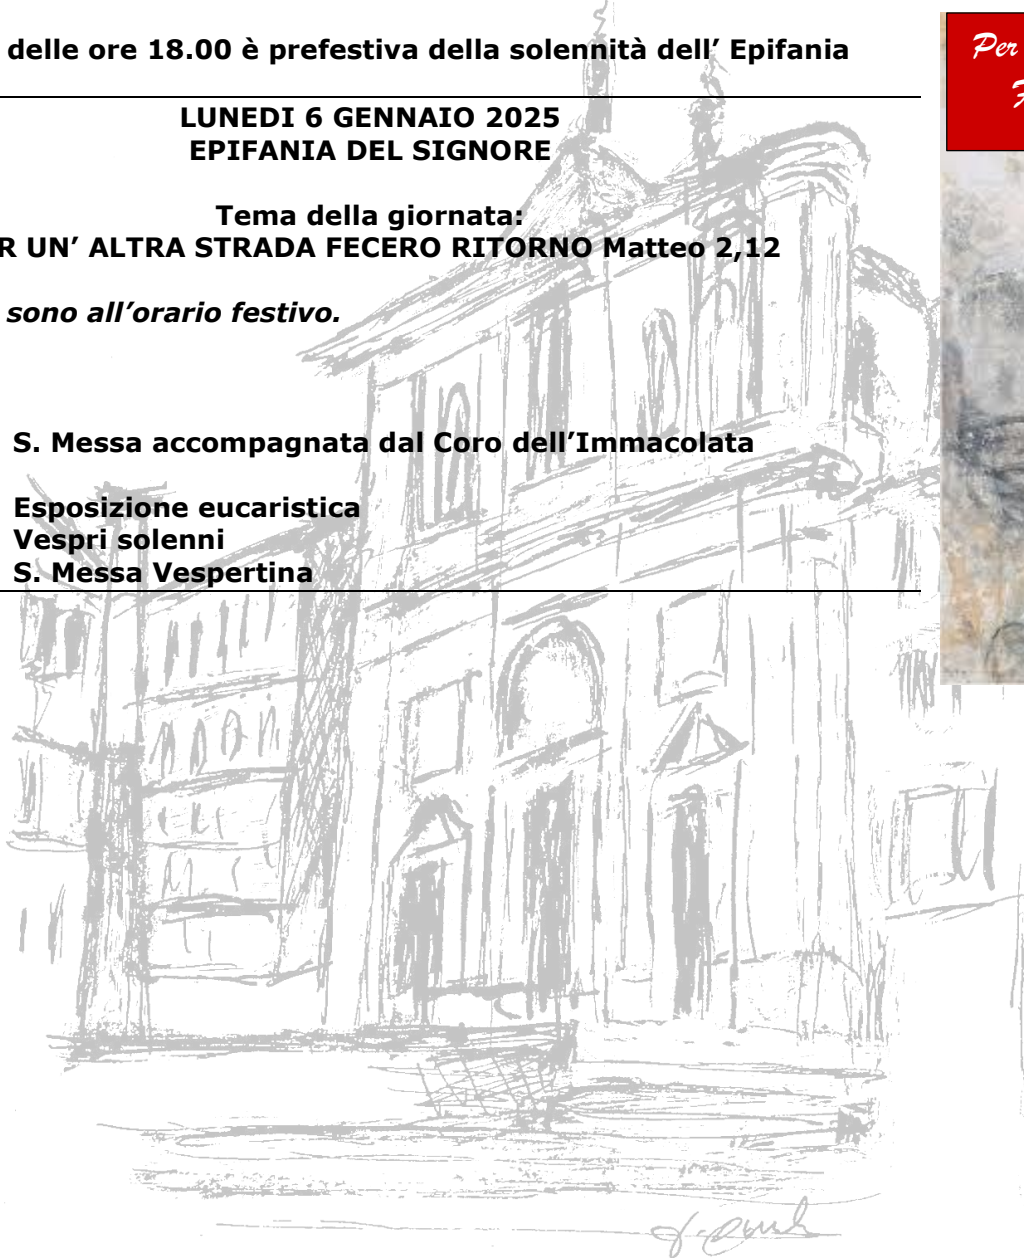 delle ore 18.00 è prefestiva della solennità dell’ Epifania
LUNEDI 6 GENNAIO 2025
EPIFANIA DEL SIGNORE
Tema della giornata:
R UN’ ALTRA STRADA FECERO RITORNO Matteo 2,12
sono all’orario festivo.
S. Messa accompagnata dal Coro dell’Immacolata
Esposizione eucaristica
Vespri solenni
S. Messa Vespertina
Per